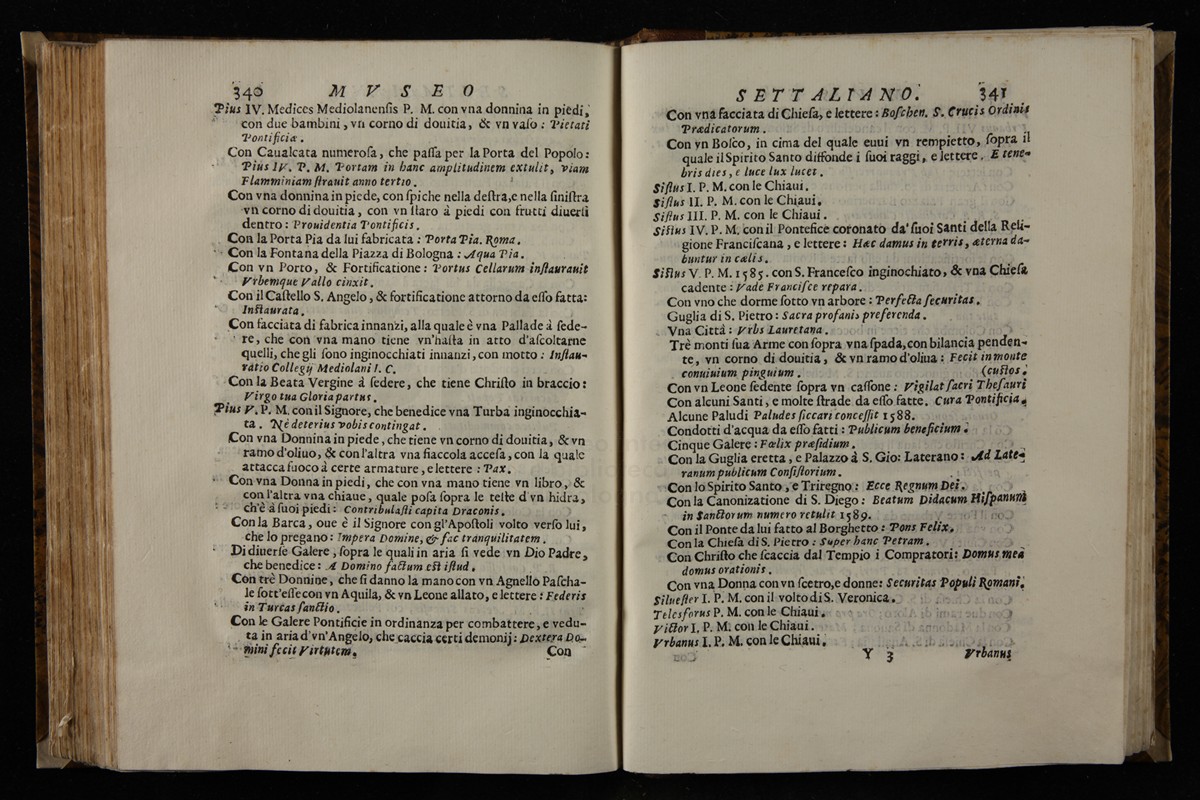 340 MVSEO
Pius IV. Medices Mediolanenſis P. M. con vna donnina in piedi,
con due bambini, vn corno di douitia, & vn vaſo: Pietati
Pontificiæ.
Con Caualcata numeroſa, che paſſa per la Porta del Popolo:
Pius IV. P. M. Portam in hanc amplitudinem extulit, viam
Flamminiam ſtrauit anno tertio.
Con vna donnina in piede, con ſpiche nella deſtra, e nella ſiniſtra
vn corno di douitia, con vn ſtaro à piedi con frutti diuerſi
dentro: Prouidentia Pontificis.
Con la Porta Pia da lui fabricata: Porta Pia. Roma.
Con la Fontana della Piazza di Bologna: Aqua Pia.
Con vn Porto, & Fortificatione: Portus Cellarum inſtaurauit
Vrbemque Vallo cinxit.
Con il Caſtello S. Angelo, & fortificatione attorno da eſſo fatta:
Inſtaurata.
Con facciata di fabrica innanzi, alla quale è vna Pallade à ſede-
re, che con vna mano tiene vn'haſta in atto d'aſcoltarne
quelli, che gli ſono inginocchiati innanzi, con motto: Inſtau-
ratio Collegij Mediolani I. C.
Con la Beata Vergine à ſedere, che tiene Chriſto in braccio:
Virgo tua Gloria partus.
Pius V. P. M. con il Signore, che benedice vna Turba inginocchia-
ta. Nè deterius vobis contingat.
Con vna Donnina in piede, che tiene vn corno di douitia, & vn
ramo d'oliuo, & con l'altra vna fiaccola acceſa, con la quale
attacca fuoco à certe armature, e lettere: Pax.
Con vna Donna in piedi, che con vna mano tiene vn libro, &
con l'altra vna chiaue, quale poſa ſopra le teſte d'vn hidra,
ch'è à ſuoi piedi: Contribulaſti capita Draconis.
Con la Barca, oue è il Signore con gl'Apoſtoli volto verſo lui,
che lo pregano: Impera Domine, & fac tranquilitatem.
Di diuerſe Galere, ſopra le quali in aria ſi vede vn Dio Padre,
che benedice: A Domino factum eſt iſtud.
Con trè Donnine, che ſi danno la mano con vn Agnello Paſcha-
le ſott'eſſe con vn Aquila, & vn Leone allato, e lettere: Federis
in Turcas ſanctio.
Con le Galere Pontificie in ordinanza per combattere, e vedu-
ta in aria d'vn'Angelo, che caccia certi demonij: Dextera Do-
mini fecit Virtutem.
Con
SETTALIANO. 341
Con vna facciata di Chieſa, e lettere: Boſchen. S. Crucis Ordinis
Prædicatorum.
Con vn Boſco, in cima del quale euui vn rempietto, ſopra il
quale il Spirito Santo diffonde i ſuoi raggi, e lettere. E tene-
bris dies, e luce lux lucet.
Siſtus I. P. M. con le Chiaui.
Siſtus II. P. M. con le Chiaui.
Siſtus III. P. M. con le Chiaui.
Siſtus IV. P. M. con il Pontefice coronato da' ſuoi Santi della Reli-
gione Franciſcana, e lettere: Hæc damus in terris, æterna da-
buntur in cælis.
Siſtus V. P. M. 1585. con S. Franceſco inginochiato, & vna Chieſa
cadente: Vade Franciſce repara.
Con vno che dorme ſotto vn arbore: Perfecta ſecuritas.
Guglia di S. Pietro: Sacra profanis preferenda.
Vna Città: Vrbs Lauretana.
Trè monti ſua Arme con ſopra vna ſpada, con bilancia penden-
te, vn corno di douitia, & vn ramo d'oliua: Fecit in monte
conuiuium pinguium. (cuſtos.
Con vn Leone ſedente ſopra vn caſſone: Vigilat ſacri Theſauri
Con alcuni Santi, e molte ſtrade da eſſo fatte. Cura Pontificia.
Alcune Paludi Paludes ſiccari conceſſit 1588.
Condotti d'acqua da eſſo fatti: Publicum beneficium.
Cinque Galere: Fœlix præſidium.
Con la Guglia eretta, e Palazzo à S. Gio: Laterano: Ad Late-
ranum publicum Conſiſtorium.
Con lo Spirito Santo, e Triregno: Ecce Regnum Dei.
Con la Canonizatione di S. Diego: Beatum Didacum Hiſpanum
in Sanctorum numero retulit 1589.
Con il Ponte da lui fatto al Borghetto: Pons Felix.
Con la Chieſa di S. Pietro: Super hanc Petram.
Con Chriſto che ſcaccia dal Tempio i Compratori: Domus mea
domus orationis.
Con vna Donna con vn ſcetro, e donne: Securitas Populi Romani.
Silueſter I. P. M. con il volto di S. Veronica.
Telesforus P. M. con le Chiaui.
Victor I. P. M. con le Chiaui.
Vrbanus I. P. M. con le Chiaui.
Y 3 Vrbanus